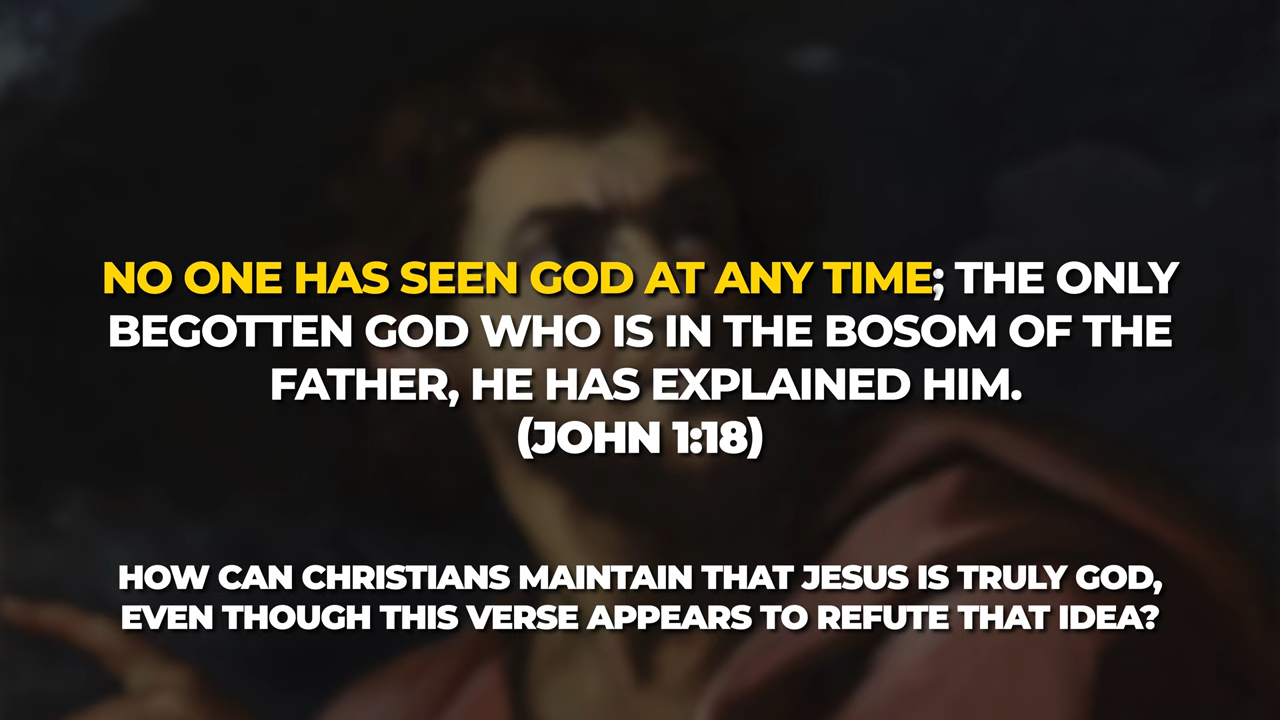 NO ONE HAS SEEN GOD AT ANY TIME; THE ONLY
BEGOTTEN GOD WHO IS IN THE BOSOM OF THE
FATHER, HE HAS EXPLAINED HIM.
(JOHN 1:18)
HOW CAN CHRISTIANS MAINTAIN THAT JESUS IS TRULY GOD,
EVEN THOUGH THIS VERSE APPEARS TO REFUTE THAT IDEA?